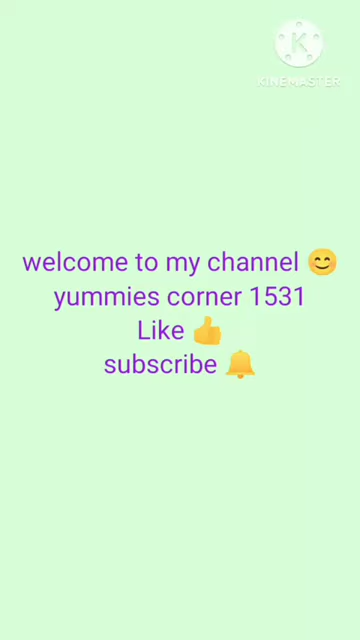 K
KINEMASTER
welcome to my channel 😊
yummies corner 1531
Like 👍
subscribe 🔔